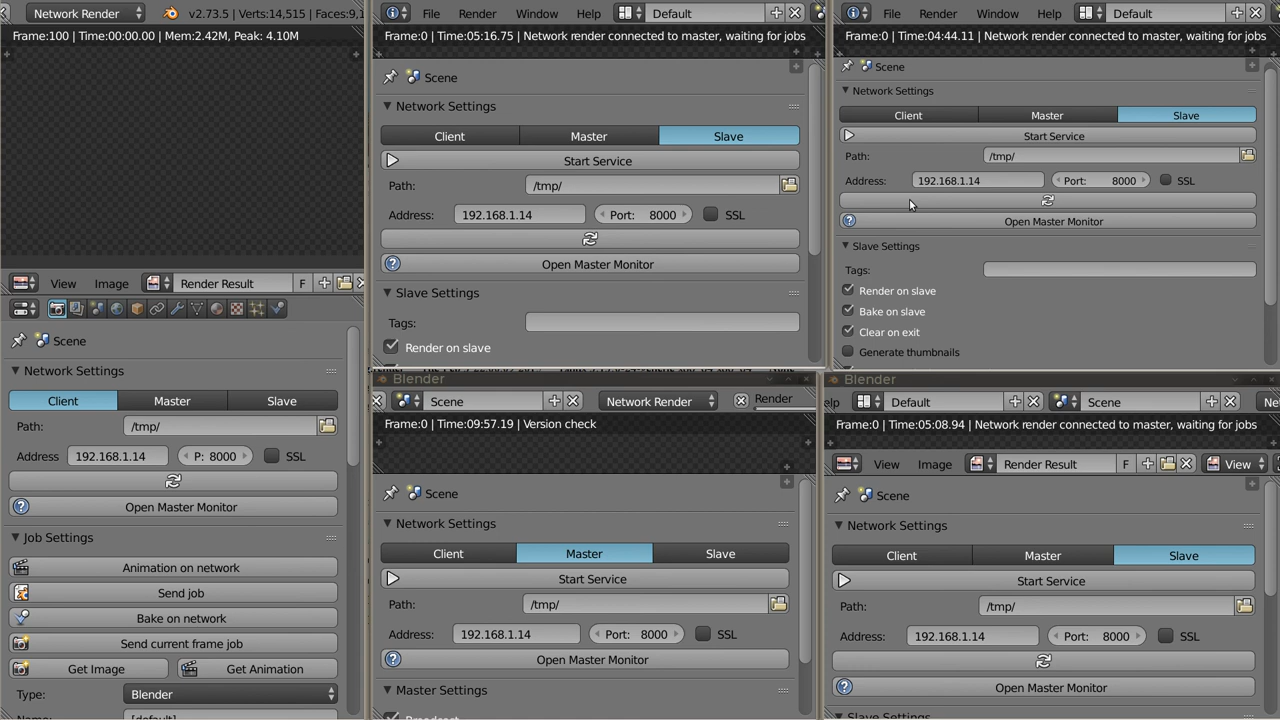 Network Render v2.73.5 | Verts:14,515 | Faces:9,1
Frame:100 | Time:00:00.00 | Mem:2.42M, Peak: 4.10M
View Image Render Result F
Scene
Network Settings
Client Master Slave
Path: /tmp/
Address 192.168.1.14 P: 8000 SSL
Open Master Monitor
Job Settings
Animation on network
Send job
Bake on network
Send current frame job
Get Image Get Animation
Type: Blender
Name: [default]
File Render Window Help Default
Frame:0 | Time:05:16.75 | Network render connected to master, waiting for jobs
Scene
Network Settings
Client Master Slave
Start Service
Path: /tmp/
Address: 192.168.1.14 Port: 8000 SSL
Open Master Monitor
Slave Settings
Tags:
Render on slave
File Render Window Help Default
Frame:0 | Time:04:44.11 | Network render connected to master, waiting for jobs
Scene
Network Settings
Client Master Slave
Start Service
Path: /tmp/
Address: 192.168.1.14 Port: 8000 SSL
Open Master Monitor
Slave Settings
Tags:
Render on slave
Bake on slave
Clear on exit
Generate thumbnails
Blender
Scene Network Render Render
Frame:0 | Time:09:57.19 | Version check
Scene
Network Settings
Client Master Slave
Start Service
Path: /tmp/
Address: 192.168.1.14 Port: 8000 SSL
Open Master Monitor
Master Settings
Broadcast
Blender
elp Default Scene Ne
Frame:0 | Time:05:08.94 | Network render connected to master, waiting for jobs
View Image Render Result F View
Scene
Network Settings
Client Master Slave
Start Service
Path: /tmp/
Address: 192.168.1.14 Port: 8000 SSL
Open Master Monitor
Slave Settings